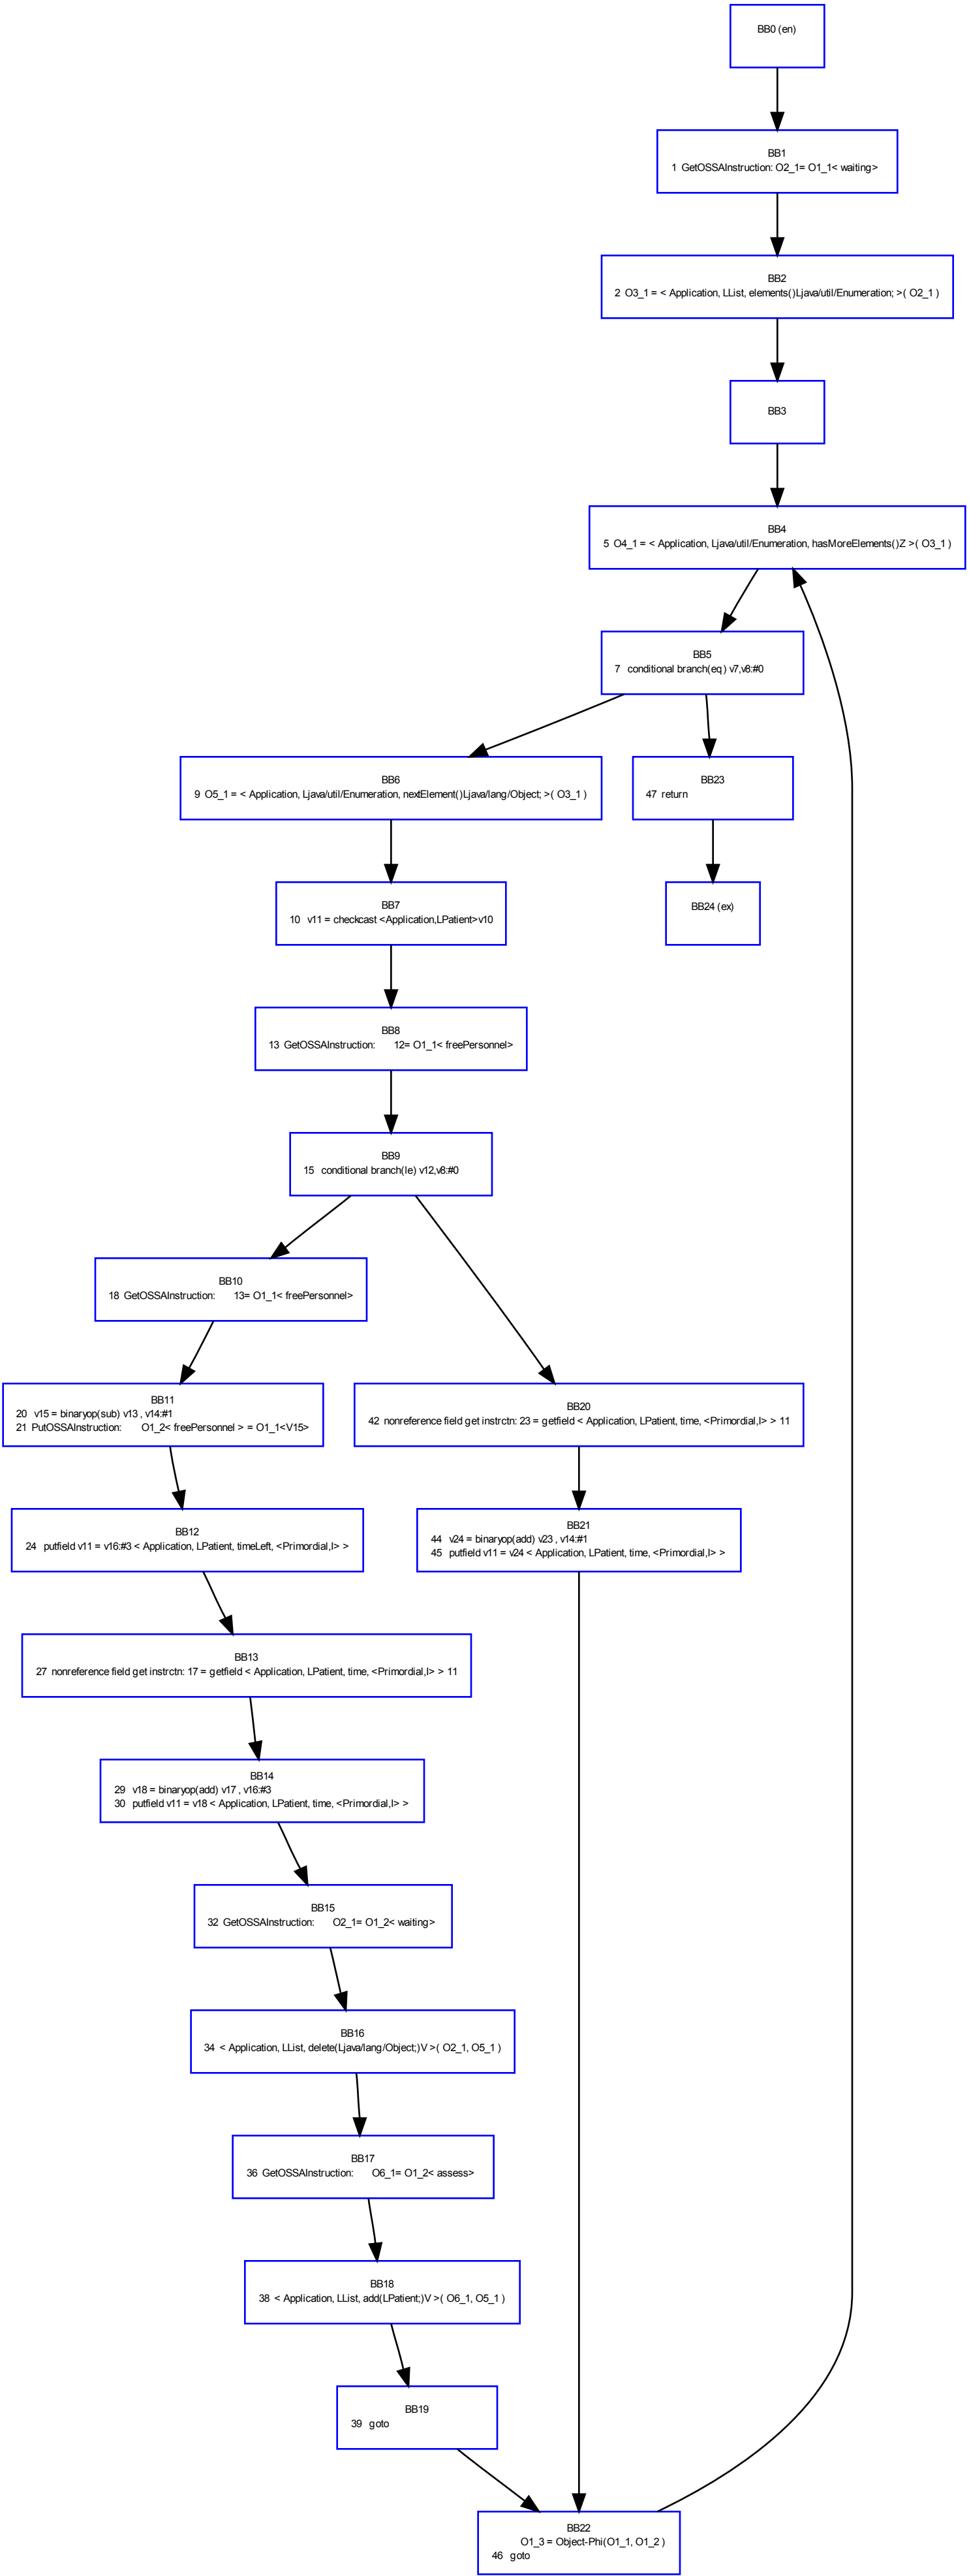 BB0 (en)
BB1
1 GetOSSAInstruction: O2_1= O1_1< waiting>
BB2
2 O3_1 = < Application, LList, elements()Ljava/util/Enumeration; >( O2_1 )
BB3
BB4
5 O4_1 = < Application, Ljava/util/Enumeration, hasMoreElements()Z >( O3_1 )
BB5
7 conditional branch(eq) v7,v8:#0
BB6
9 O5_1 = < Application, Ljava/util/Enumeration, nextElement()Ljava/lang/Object; >( O3_1 )
BB23
47 return
BB7
10 v11 = checkcast <Application,LPatient>v10
BB24 (ex)
BB8
13 GetOSSAInstruction: 12= O1_1< freePersonnel>
BB9
15 conditional branch(le) v12,v8:#0
BB10
18 GetOSSAInstruction: 13= O1_1< freePersonnel>
BB11
20 v15 = binaryop(sub) v13 , v14:#1
21 PutOSSAInstruction: O1_2< freePersonnel > = O1_1<V15>
BB20
42 nonreference field get instrctn: 23 = getfield < Application, LPatient, time, <Primordial,I> > 11
BB12
24 putfield v11 = v16:#3 < Application, LPatient, timeLeft, <Primordial,I> >
BB21
44 v24 = binaryop(add) v23 , v14:#1
45 putfield v11 = v24 < Application, LPatient, time, <Primordial,I> >
BB13
27 nonreference field get instrctn: 17 = getfield < Application, LPatient, time, <Primordial,I> > 11
BB14
29 v18 = binaryop(add) v17 , v16:#3
30 putfield v11 = v18 < Application, LPatient, time, <Primordial,I> >
BB15
32 GetOSSAInstruction: O2_1= O1_2< waiting>
BB16
34 < Application, LList, delete(Ljava/lang/Object;)V >( O2_1, O5_1 )
BB17
36 GetOSSAInstruction: O6_1= O1_2< assess>
BB18
38 < Application, LList, add(LPatient;)V >( O6_1, O5_1 )
BB19
39 goto
BB22
O1_3 = Object-Phi(O1_1, O1_2 )
46 goto